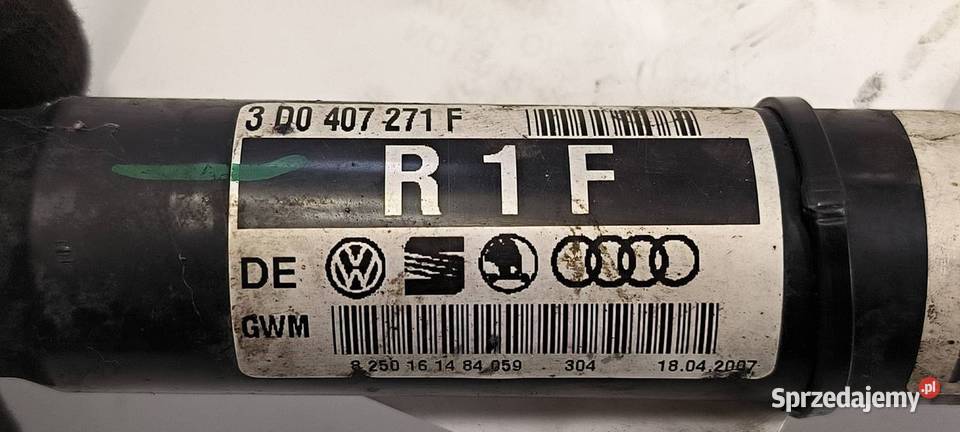 3 D0 407 271 F
R 1 F
DE
GWM
8 250 16 14 84 059 304 18.04.2007
Sprzedajemy.pl